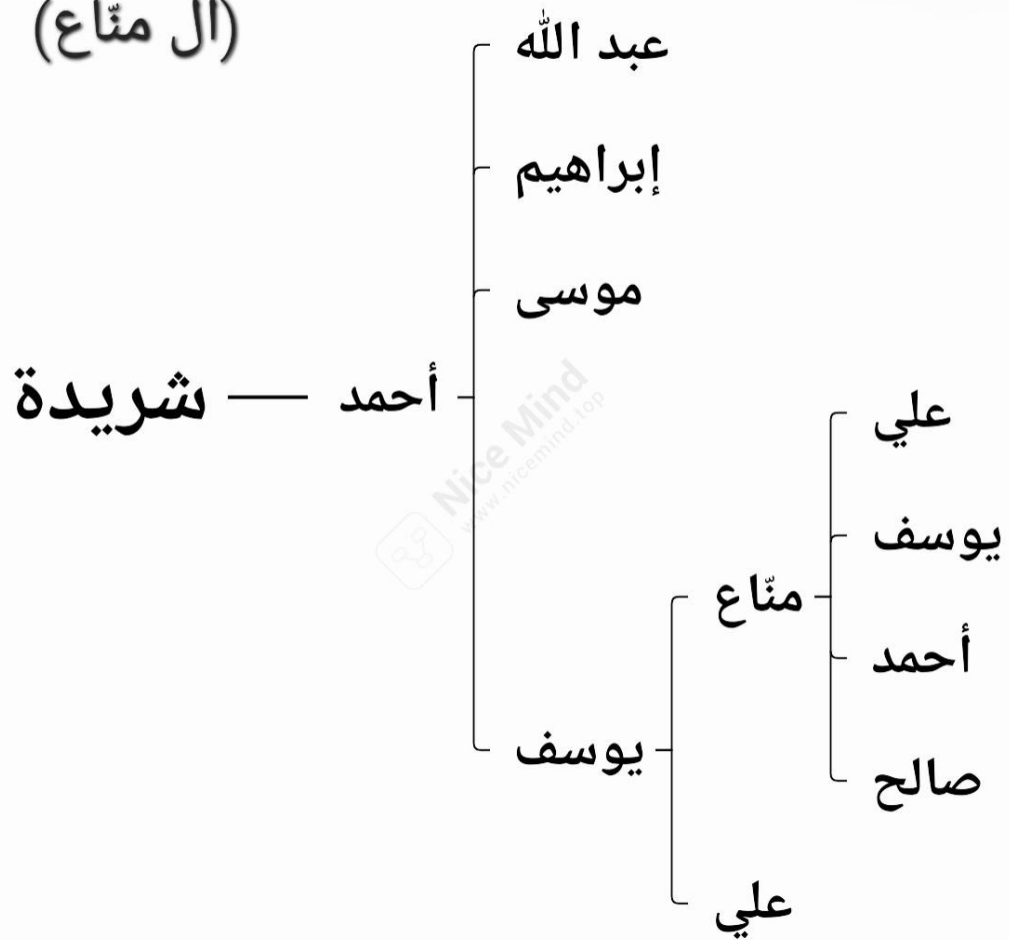 (آل منّاع)
عبد الله
إبراهيم
موسى
شريدة
أحمد
علي
يوسف
منّاع
أحمد
يوسف
صالح
علي
Nice Mind
www.nicemind.top